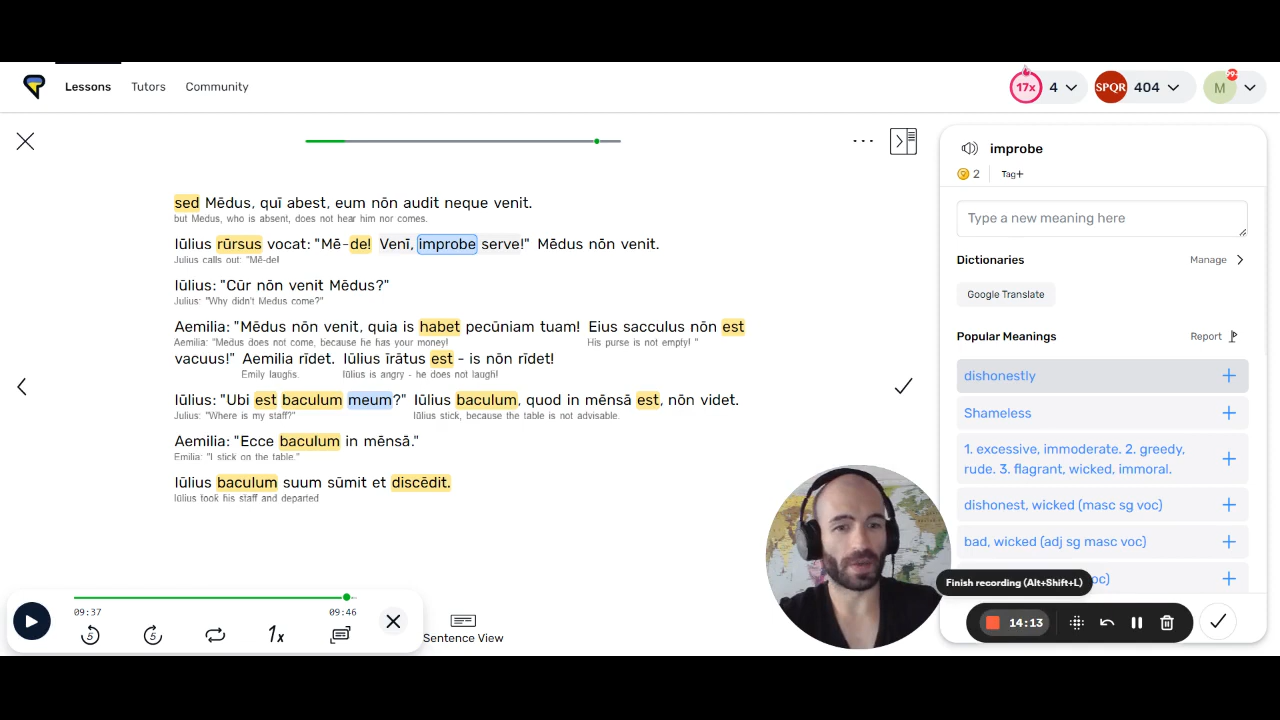 Lessons
Tutors
Community
17x
4
SPQR
404
M
sed Mēdus, quī abest, eum nōn audit neque venit.
but Medus, who is absent, does not hear him nor comes.
Iūlius rūrsus vocat: "Mē-de! Venī, improbe serve!" Mēdus nōn venit.
Julius calls out: "Mē-de!
Iūlius: "Cūr nōn venit Mēdus?"
Julius: "Why didn't Medus come?"
Aemilia: "Mēdus nōn venit, quia is habet pecūniam tuam! Eius sacculus nōn est
Aemilia: "Medus does not come, because he has your money!
His purse is not empty! "
vacuus!" Aemilia rīdet. Iūlius īrātus est - is nōn rīdet!
Emily laughs.
Iūlius is angry - he does not laugh!
Iūlius: "Ubi est baculum meum?" Iūlius baculum, quod in mēnsā est, nōn videt.
Julius: "Where is my staff?"
Iūlius stick, because the table is not advisable.
Aemilia: "Ecce baculum in mēnsā."
Emilia: "I stick on the table."
Iūlius baculum suum sūmit et discēdit.
Iūlius took his staff and departed
improbe
2
Tag+
Type a new meaning here
Dictionaries
Manage
Google Translate
Popular Meanings
Report
dishonestly
Shameless
1. excessive, immoderate. 2. greedy,
rude. 3. flagrant, wicked, immoral.
dishonest, wicked (masc sg voc)
bad, wicked (adj sg masc voc)
oc)
Finish recording (Alt+Shift+L)
14:13
09:37
09:46
5
5
1x
Sentence View